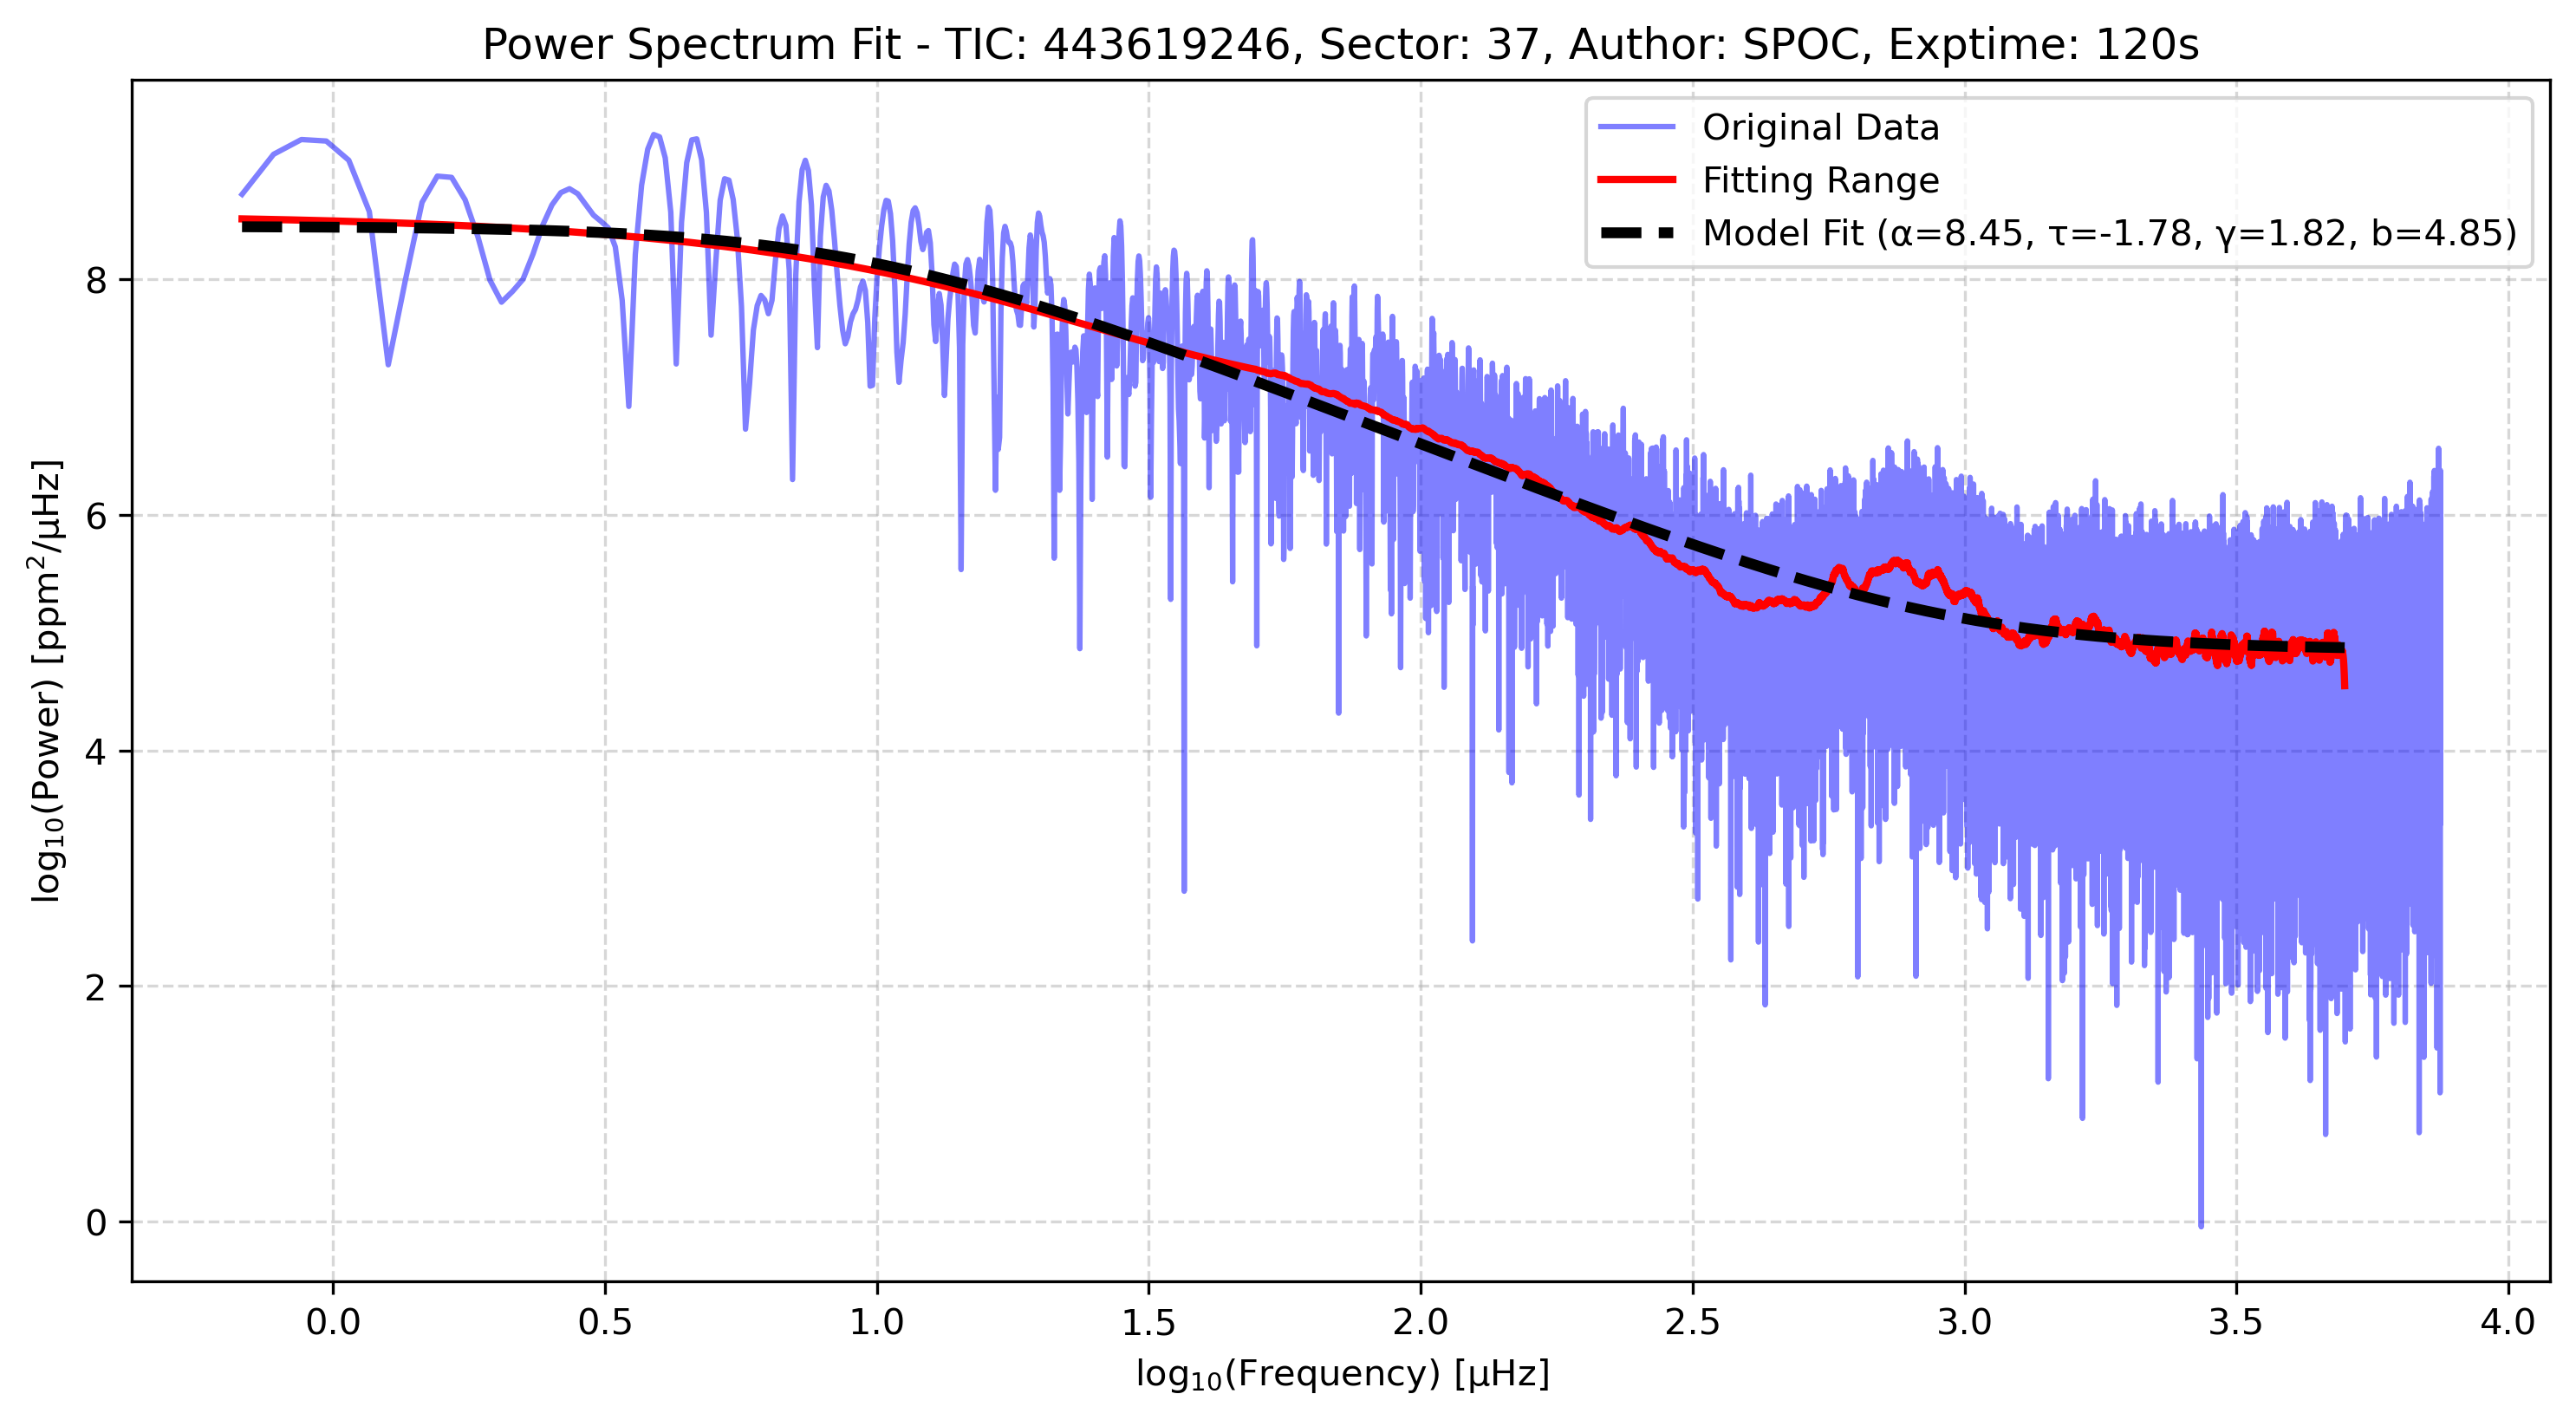 Power Spectrum Fit - TIC: 443619246, Sector: 37, Author: SPOC, Exptime: 120s
Original Data
Fitting Range
Model Fit (α=8.45, τ=-1.78, γ=1.82, b=4.85)
log₁₀(Power) [ppm²/μHz]
8
6
4
2
0
0.0 0.5 1.0 1.5 2.0 2.5 3.0 3.5 4.0
log₁₀(Frequency) [μHz]